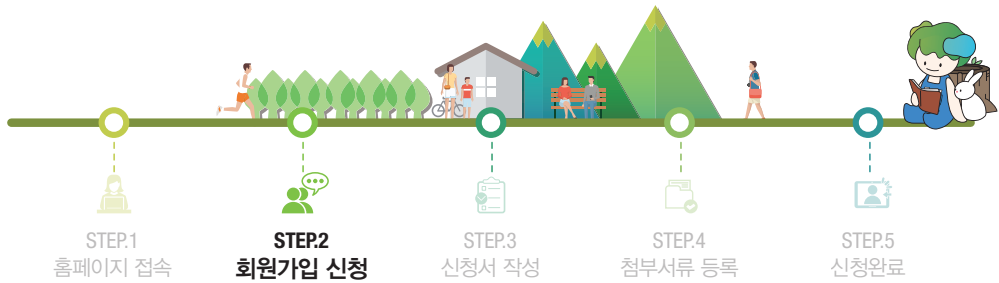 STEP.1
홈페이지 접속
STEP.2
회원가입 신청
STEP.3
신청서 작성
STEP.4
첨부서류 등록
STEP.5
신청완료